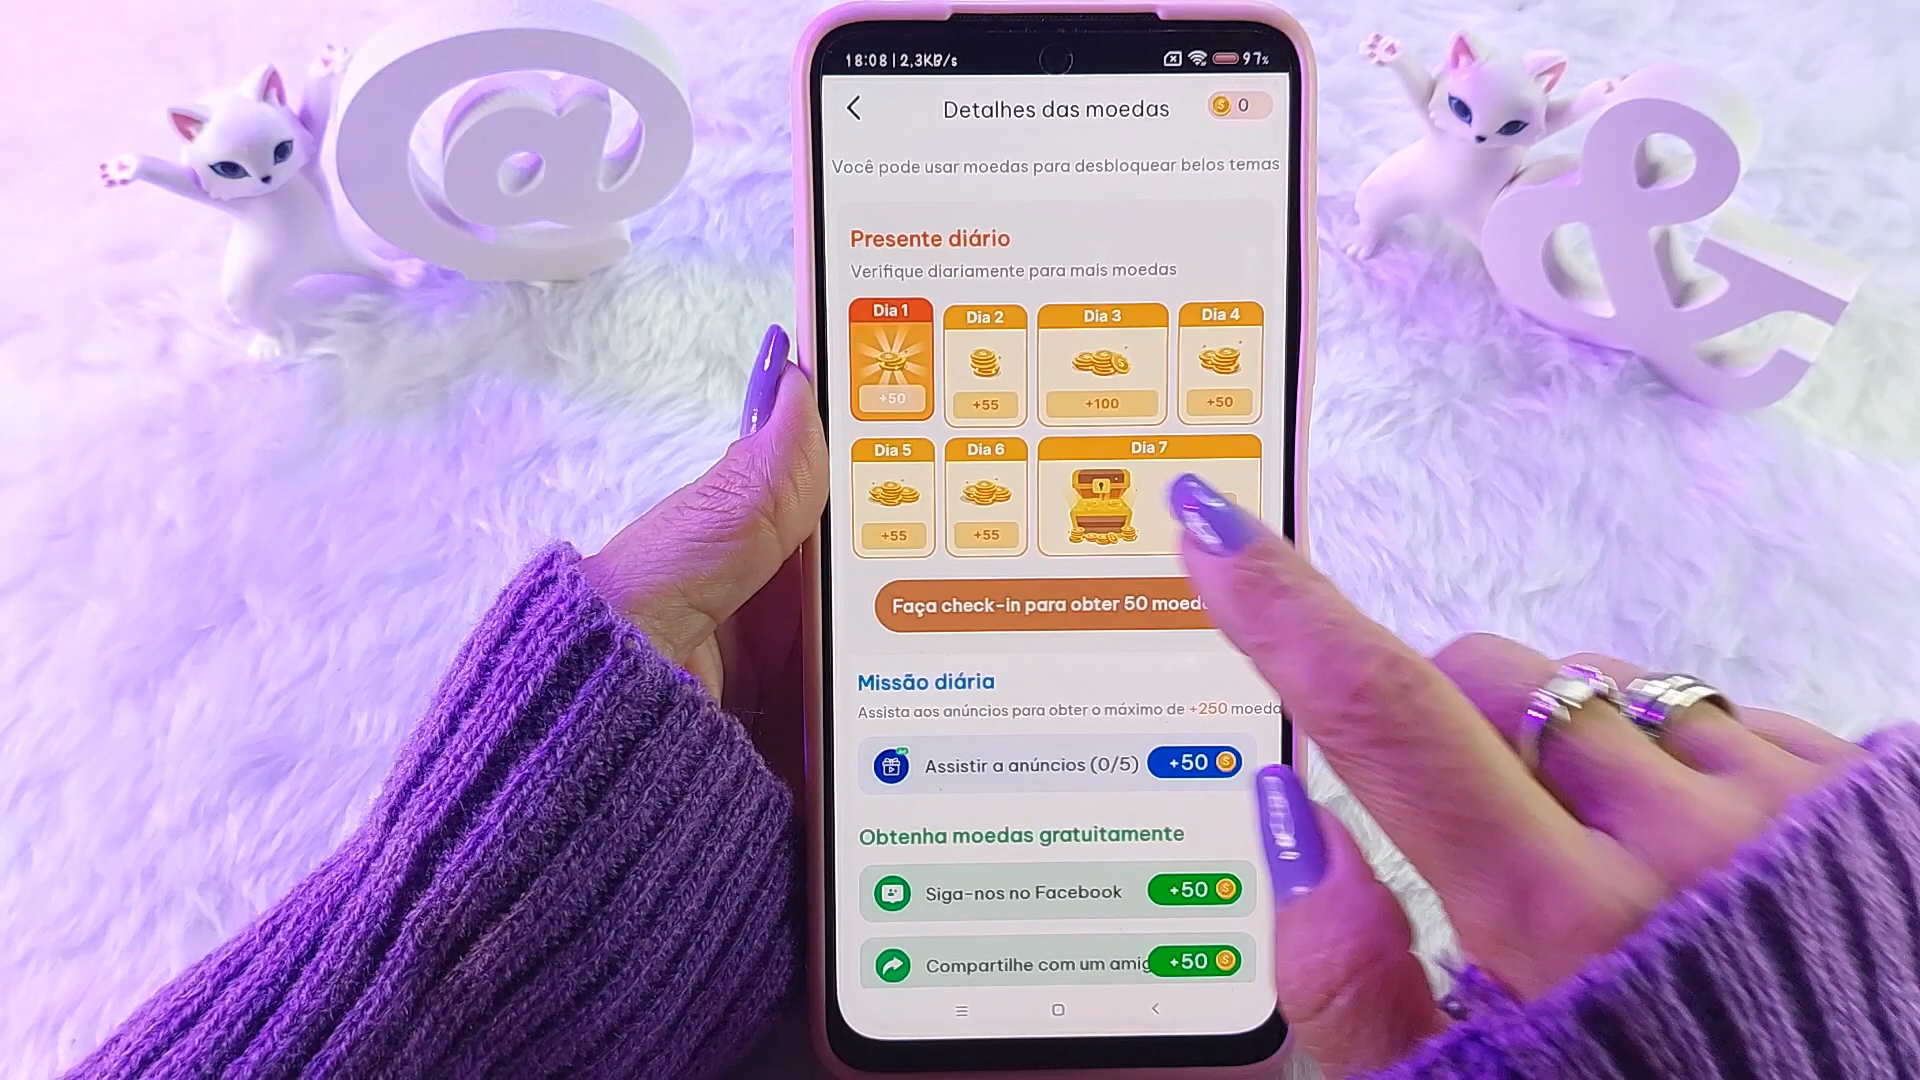 @
&
18:08 | 2,3KB/s
97%
Detalhes das moedas
0
Você pode usar moedas para desbloquear belos temas
Presente diário
Verifique diariamente para mais moedas
Dia 1
Dia 2
Dia 3
Dia 4
+50
+55
+100
+50
Dia 5
Dia 6
Dia 7
+55
+55
Faça check-in para obter 50
Missão diária
Assista aos anúncios para obter o máximo de +250 moeda
Assistir a anúncios (0/5)
+50
Obtenha moedas gratuitamente
Siga-nos no Facebook
+50
Compartilhe com um amig
+50